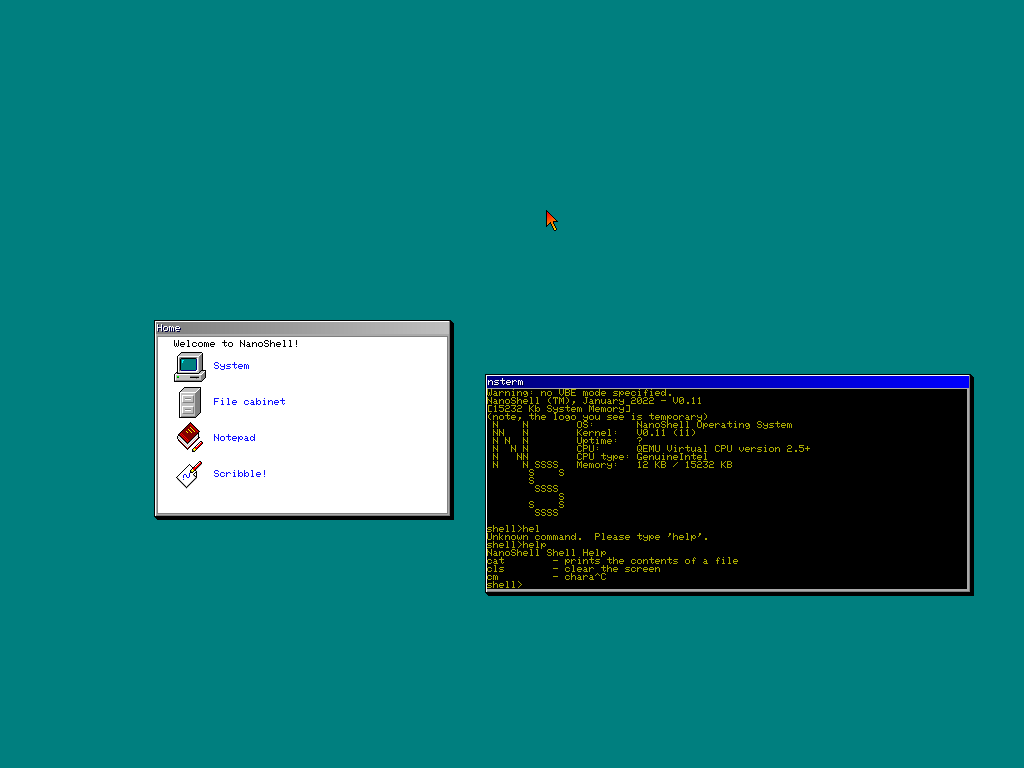 Home
Welcome to NanoShell!
System
File cabinet
Notepad
Scribble!
nsterm
Warning: no VBE mode specified.
NanoShell (TM), January 2022 - V0.11
[15232 Kb System Memory]
(note, the logo you see is temporary)
N    N        OS:       NanoShell Operating System
NN   N        Kernel:   V0.11 (11)
N N  N        Uptime:   ?
N  N N        CPU:      QEMU Virtual CPU version 2.5+
N   NN        CPU type: GenuineIntel
N    N SSSS   Memory:   12 KB / 15232 KB
S    S
S
SSSS
S
S    S
SSSS
shell>hel
Unknown command.  Please type 'help'.
shell>help
NanoShell Shell Help
cat        - prints the contents of a file
cls        - clear the screen
cm         - chara^C
shell>